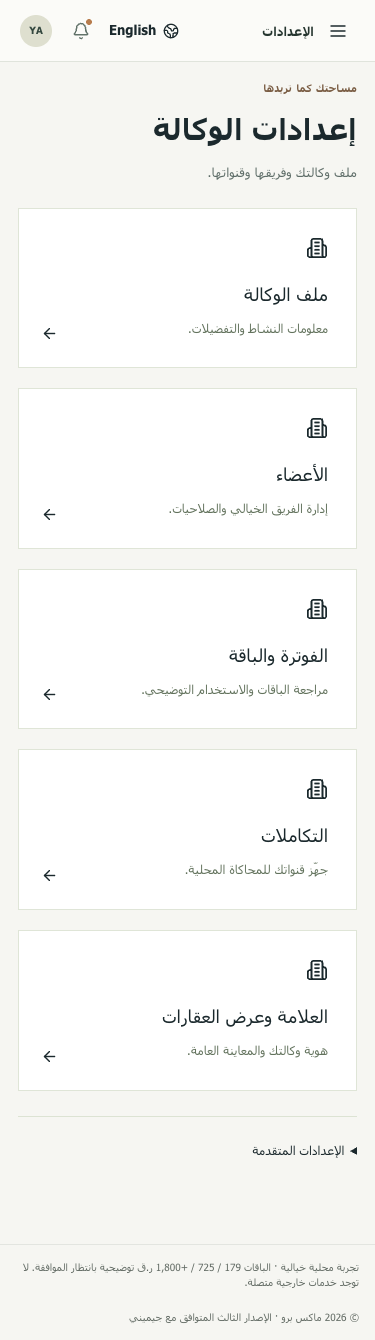 الإعدادات
English
YA
مساحتك كما تريدها
إعدادات الوكالة
ملف وكالتك وفريقها وقنواتها.
ملف الوكالة
معلومات النشاط والتفضيلات.
الأعضاء
إدارة الفريق الخيالي والصلاحيات.
الفوترة والباقة
مراجعة الباقات والاستخدام التوضيحي.
التكاملات
جهّز قنواتك للمحاكاة المحلية.
العلامة وعرض العقارات
هوية وكالتك والمعاينة العامة.
الإعدادات المتقدمة
تجربة محلية خيالية · الباقات 179 / 725 / +1,800 ر.ق توضيحية بانتظار الموافقة. لا
توجد خدمات خارجية متصلة.
© 2026 ماكس برو · الإصدار الثالث المتوافق مع جيميني